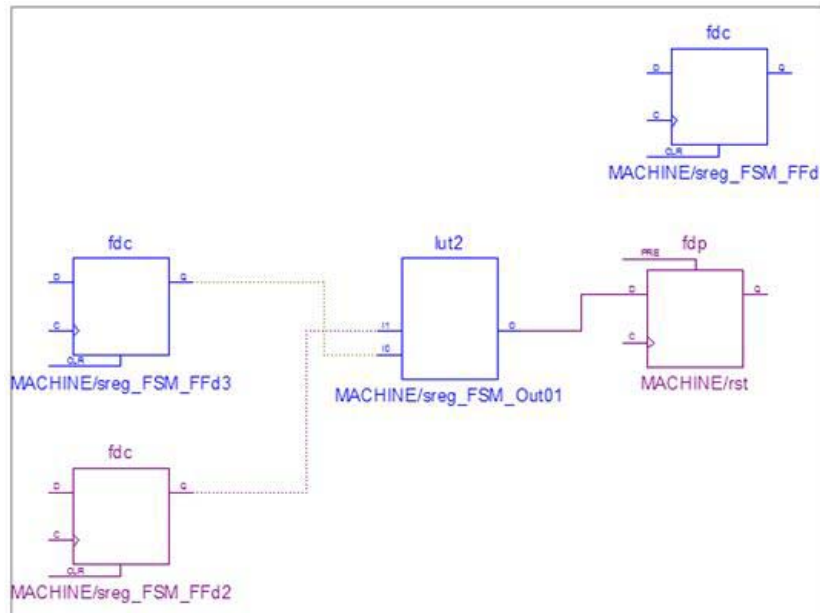 fdc
D
Q
C
CLR
MACHINE/sreg_FSM_FFd
fdc
D
Q
C
CLR
MACHINE/sreg_FSM_FFd3
lut2
I1
I0
O
MACHINE/sreg_FSM_Out01
fdp
PRE
D
Q
C
MACHINE/rst
fdc
D
Q
C
CLR
MACHINE/sreg_FSM_FFd2